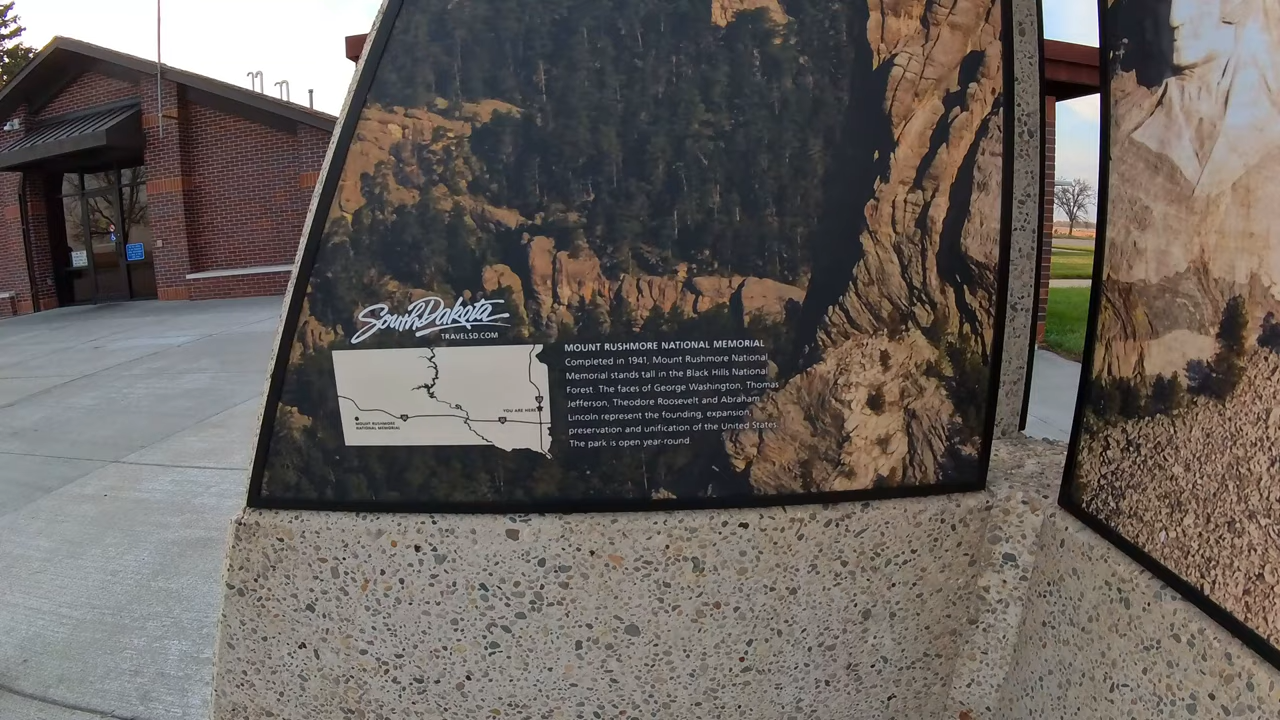 South Dakota
TRAVELSD.COM
YOU ARE HERE
MOUNT RUSHMORE
NATIONAL MEMORIAL
MOUNT RUSHMORE NATIONAL MEMORIAL
Completed in 1941, Mount Rushmore National
Memorial stands tall in the Black Hills National
Forest. The faces of George Washington, Thomas
Jefferson, Theodore Roosevelt and Abraham
Lincoln represent the founding, expansion,
preservation and unification of the United States.
The park is open year-round.